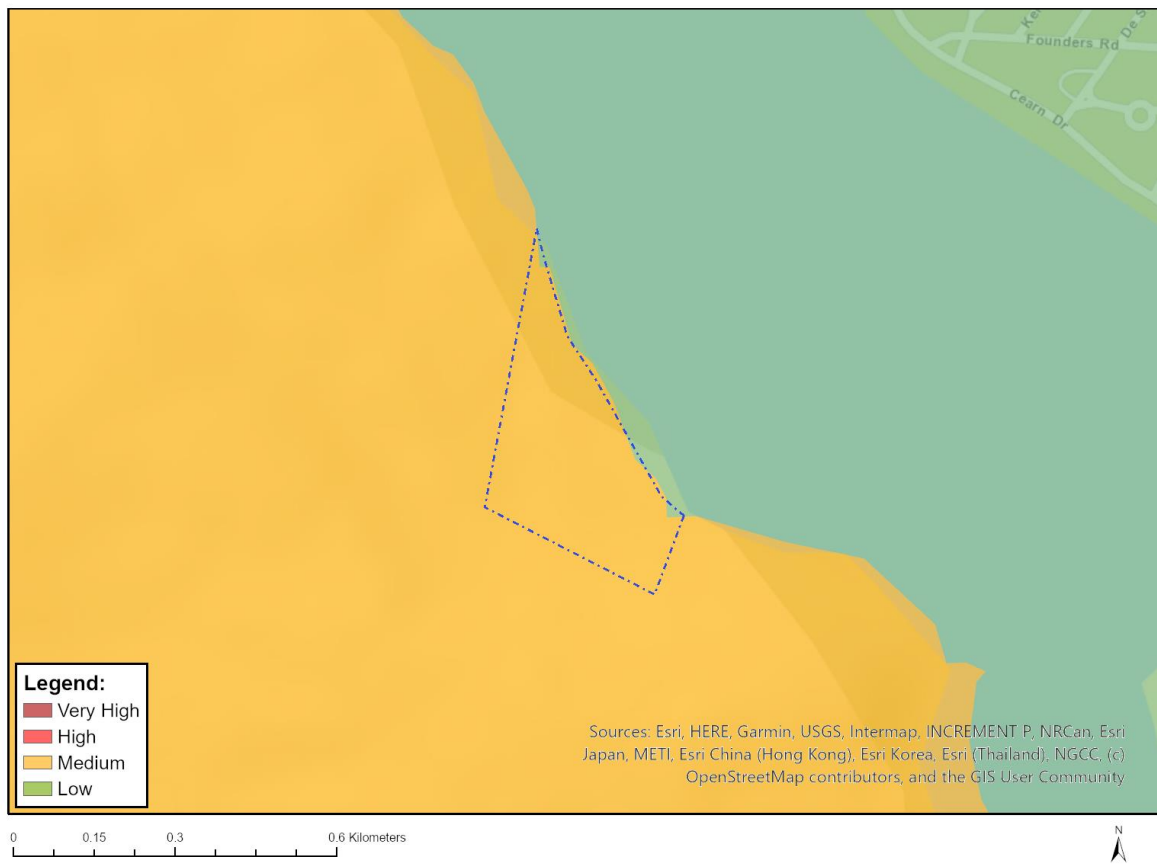 Ke
De S
Founders Rd
Cearn Dr
Legend:
Very High
High
Medium
Low
Sources: Esri, HERE, Garmin, USGS, Intermap, INCREMENT P, NRCan, Esri
Japan, METI, Esri China (Hong Kong), Esri Korea, Esri (Thailand), NGCC, (c)
OpenStreetMap contributors, and the GIS User Community
0 0.15 0.3 0.6 Kilometers
N